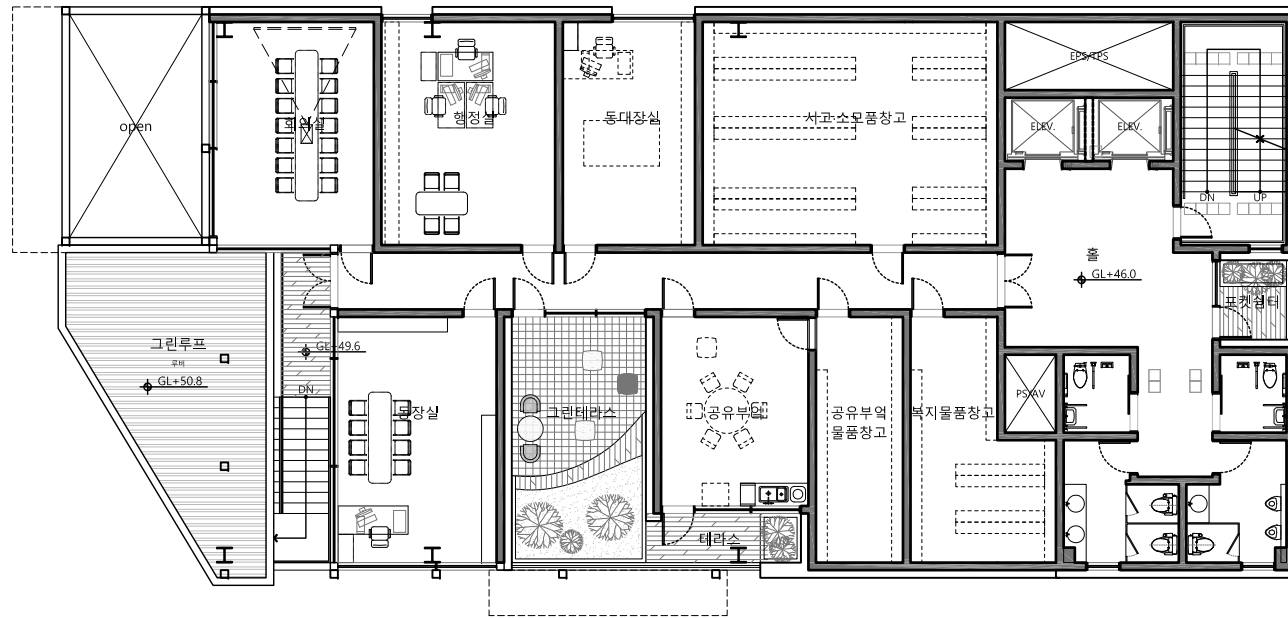 open
회의실
행정실
동대장실
사고·소모품창고
EPS/TPS
ELEV.
ELEV.
DN
UP
홀
GL+46.0
포켓쉼터
그린루프
루버
GL+50.8
GL+49.6
DN
동장실
그린테라스
공유부엌
공유부엌
물품창고
복지물품창고
PS/AV
테라스